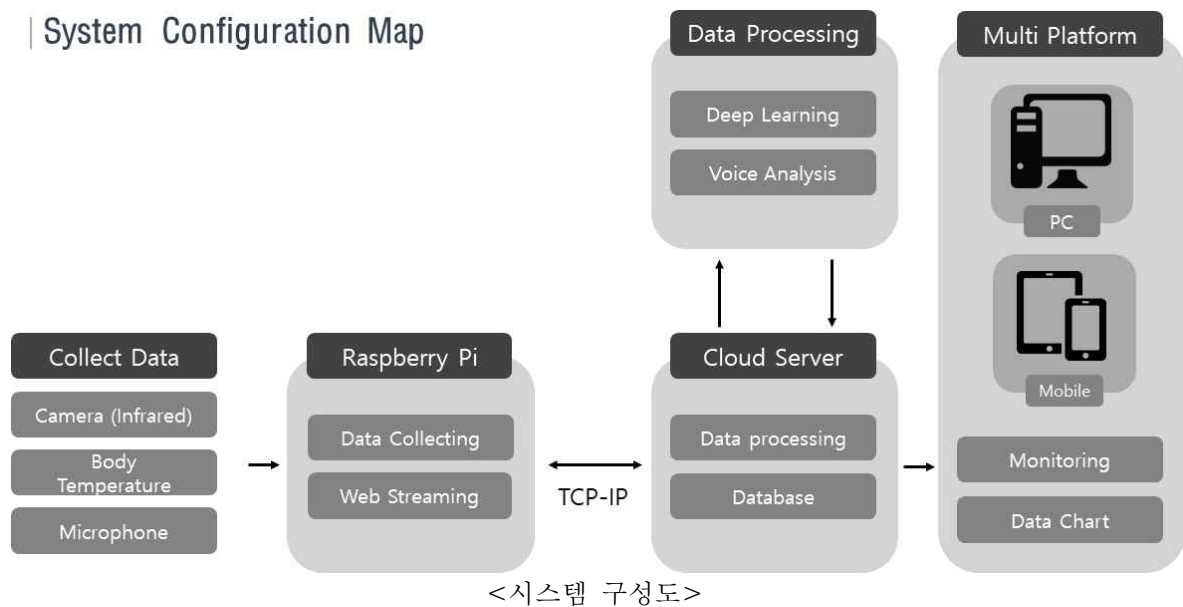 System Configuration Map
Data Processing
Deep Learning
Voice Analysis
Multi Platform
PC
Mobile
Monitoring
Data Chart
Collect Data
Camera (Infrared)
Body
Temperature
Microphone
Raspberry Pi
Data Collecting
Web Streaming
TCP-IP
Cloud Server
Data processing
Database
<시스템 구성도>